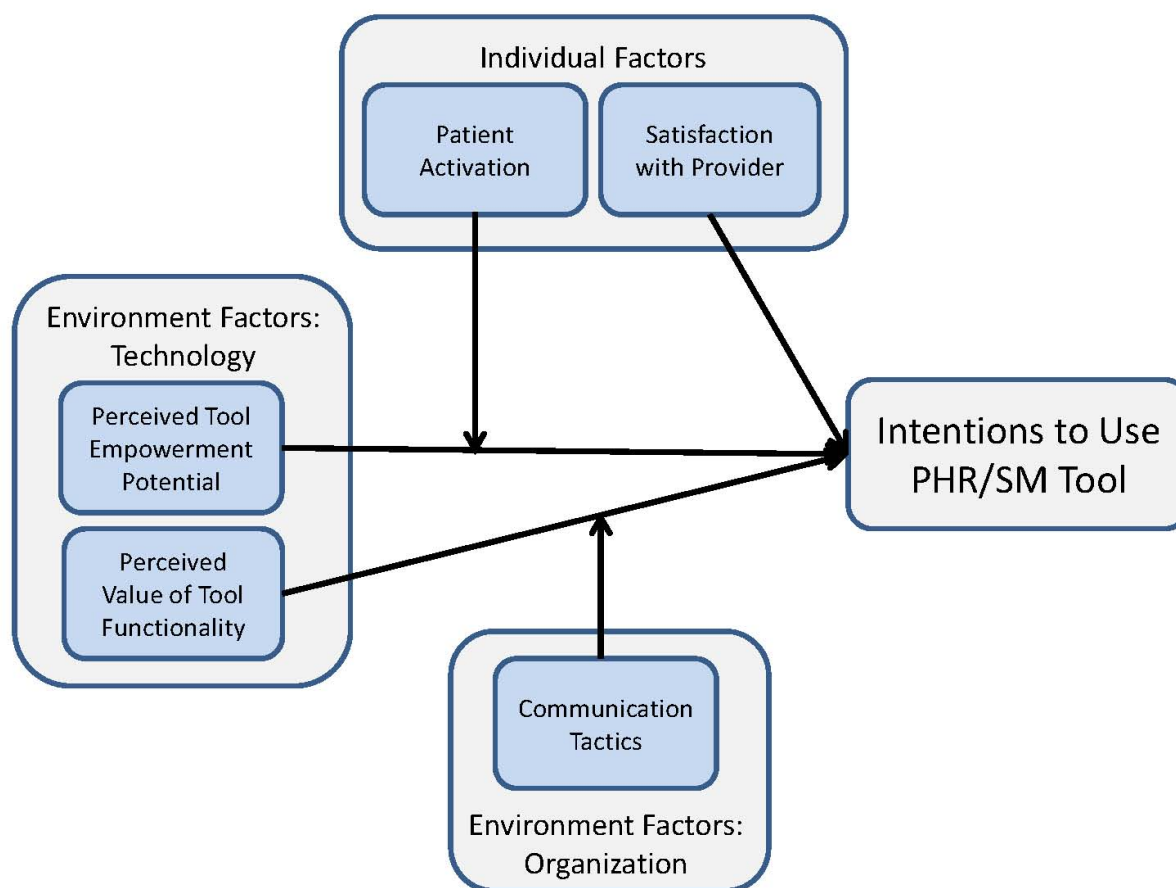 Individual Factors
Patient
Activation
Satisfaction
with Provider
Environment Factors:
Technology
Perceived Tool
Empowerment
Potential
Perceived
Value of Tool
Functionality
Intentions to Use
PHR/SM Tool
Communication
Tactics
Environment Factors:
Organization